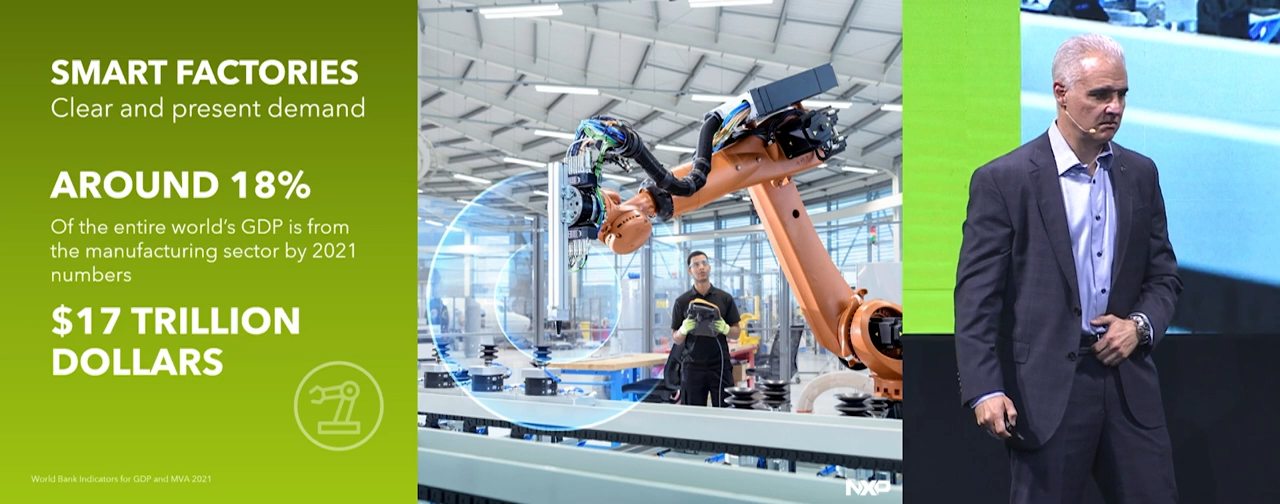 SMART FACTORIES
Clear and present demand
AROUND 18%
Of the entire world's GDP is from
the manufacturing sector by 2021
numbers
$17 TRILLION
DOLLARS
World Bank Indicators for GDP and MVA 2021
NXP